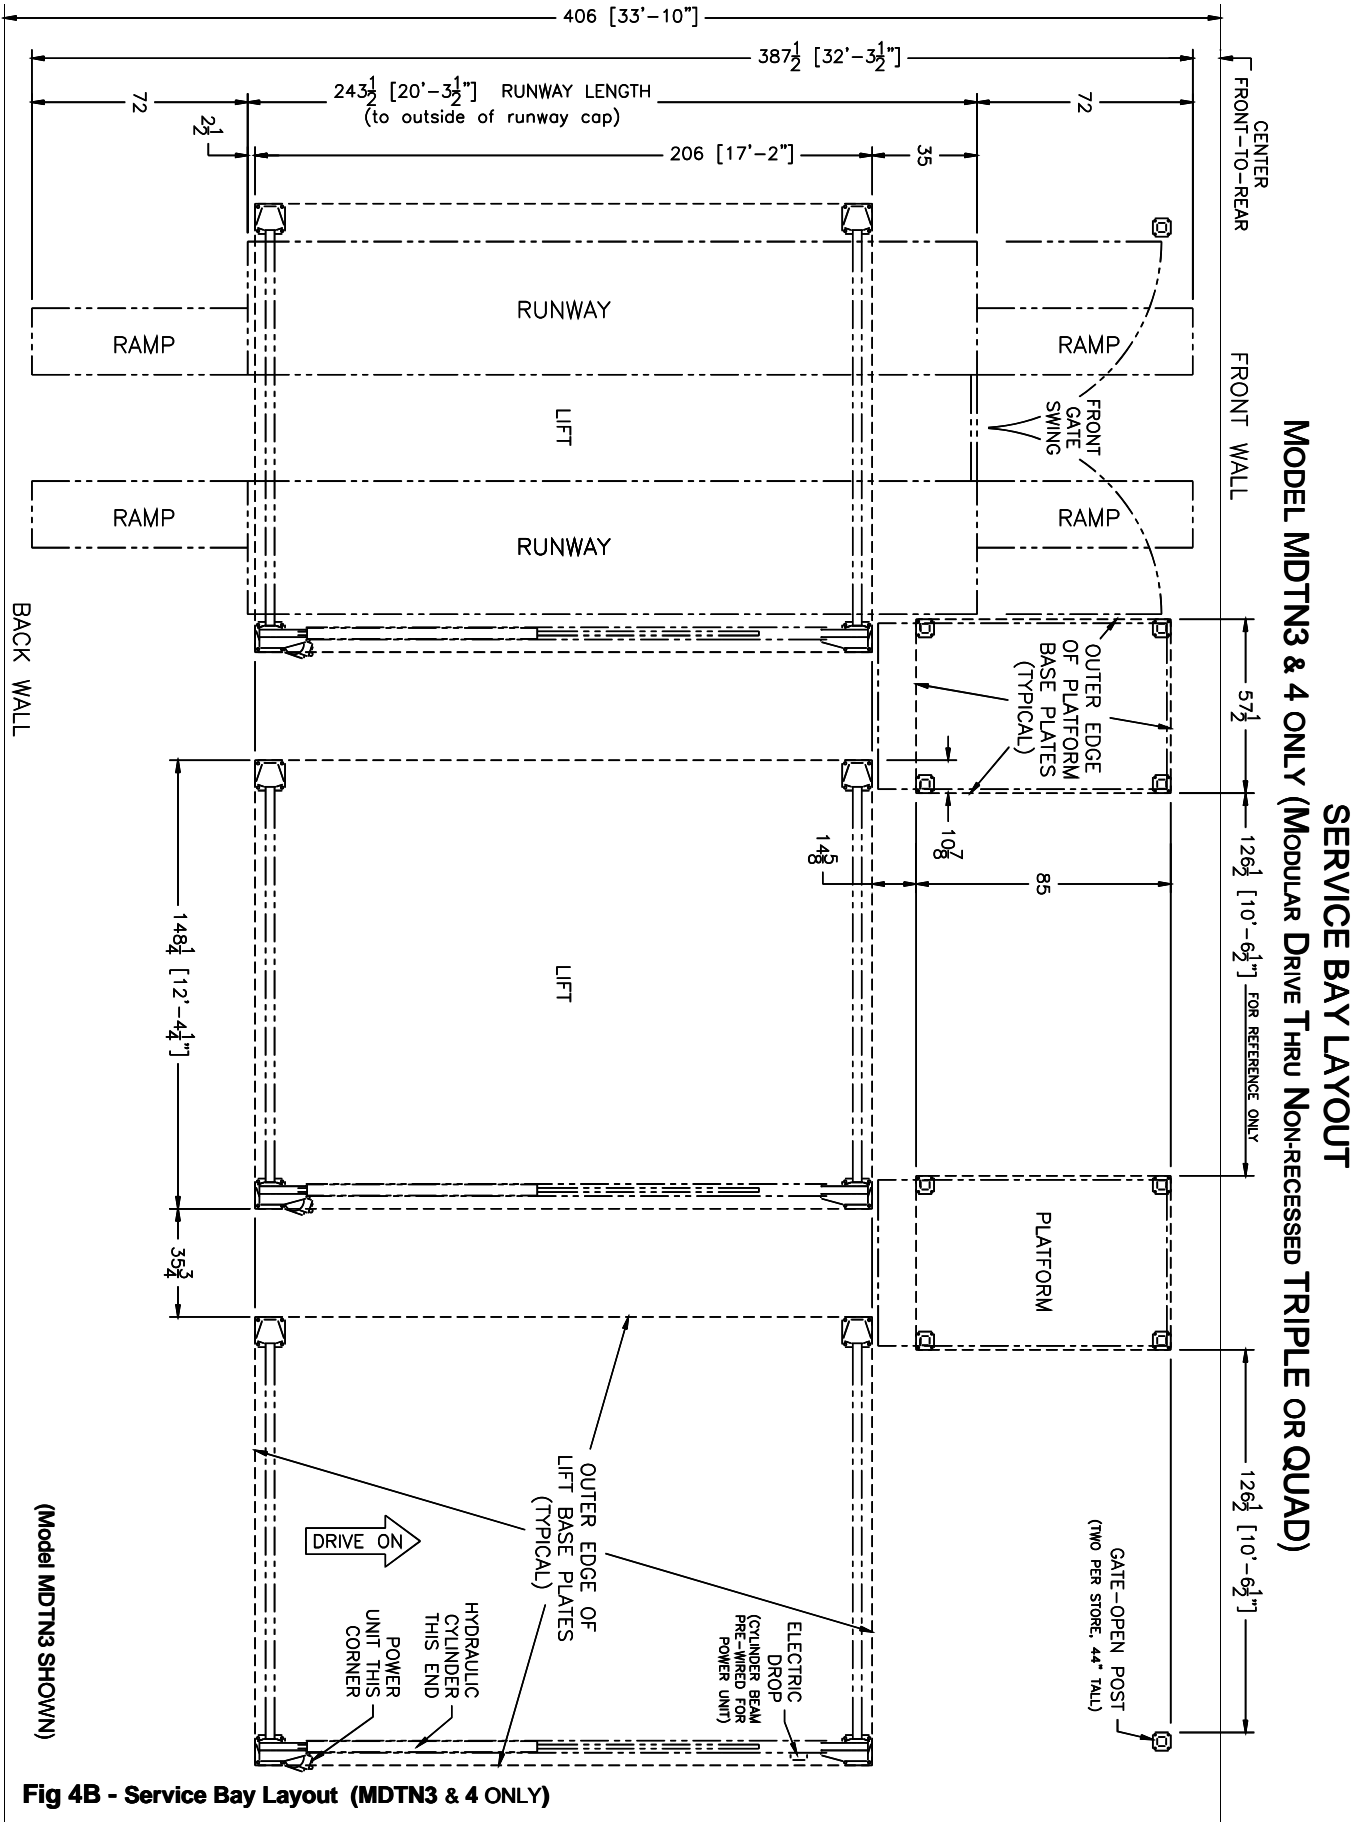 SERVICE BAY LAYOUT
MODEL MDTN3 & 4 ONLY (MODULAR DRIVE THRU NON-RECESSED TRIPLE OR QUAD)
406 [33'-10"]
387½ [32'-3½"]
243½ [20'-3½"] RUNWAY LENGTH
(to outside of runway cap)
72
72
2½
206 [17'-2"]
35
CENTER
FRONT-TO-REAR
FRONT WALL
RUNWAY
RAMP
RAMP
LIFT
FRONT
GATE
SWING
RAMP
RAMP
RUNWAY
BACK WALL
OUTER EDGE
OF PLATFORM
BASE PLATES
(TYPICAL)
57½
126½ [10'-6½"] FOR REFERENCE ONLY
10⅞
14⅝
85
148¼ [12'-4¼"]
LIFT
35¾
PLATFORM
126½ [10'-6½"]
GATE-OPEN POST
(TWO PER STORE, 44" TALL)
OUTER EDGE OF
LIFT BASE PLATES
(TYPICAL)
DRIVE ON
HYDRAULIC
CYLINDER
THIS END
POWER
UNIT THIS
CORNER
ELECTRIC
DROP
(CYLINDER BEAM
PRE-WIRED FOR
POWER UNIT)
(Model MDTN3 SHOWN)
Fig 4B - Service Bay Layout (MDTN3 & 4 ONLY)